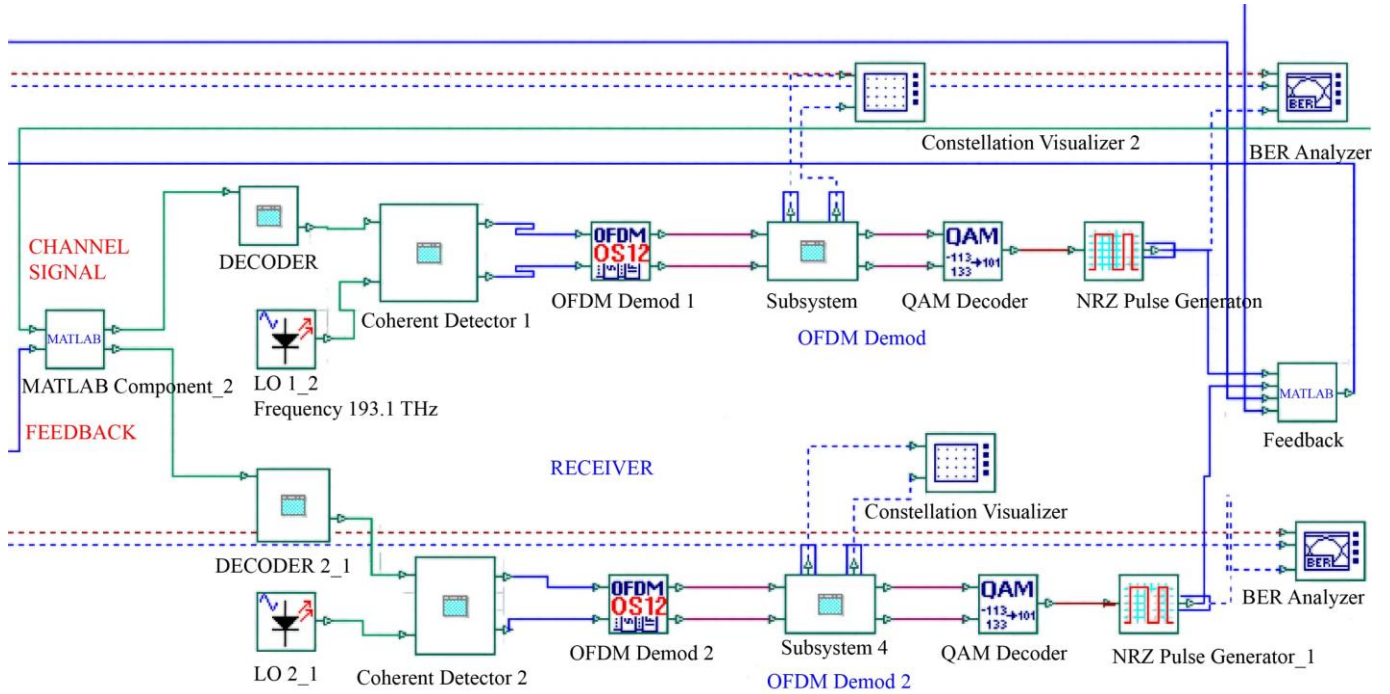 Constellation Visualizer 2
BER
BER Analyzer
CHANNEL
SIGNAL
DECODER
Coherent Detector 1
OFDM
OS12
OFDM Demod 1
Subsystem
OFDM Demod
QAM
-113
133
→101
QAM Decoder
NRZ Pulse Generaton
MATLAB
MATLAB Component_2
LO 1_2
Frequency 193.1 THz
FEEDBACK
MATLAB
Feedback
RECEIVER
Constellation Visualizer
DECODER 2_1
LO 2_1
Coherent Detector 2
OFDM
OS12
OFDM Demod 2
Subsystem 4
OFDM Demod 2
QAM
-113
133
→101
QAM Decoder
NRZ Pulse Generator_1
BER
BER Analyzer